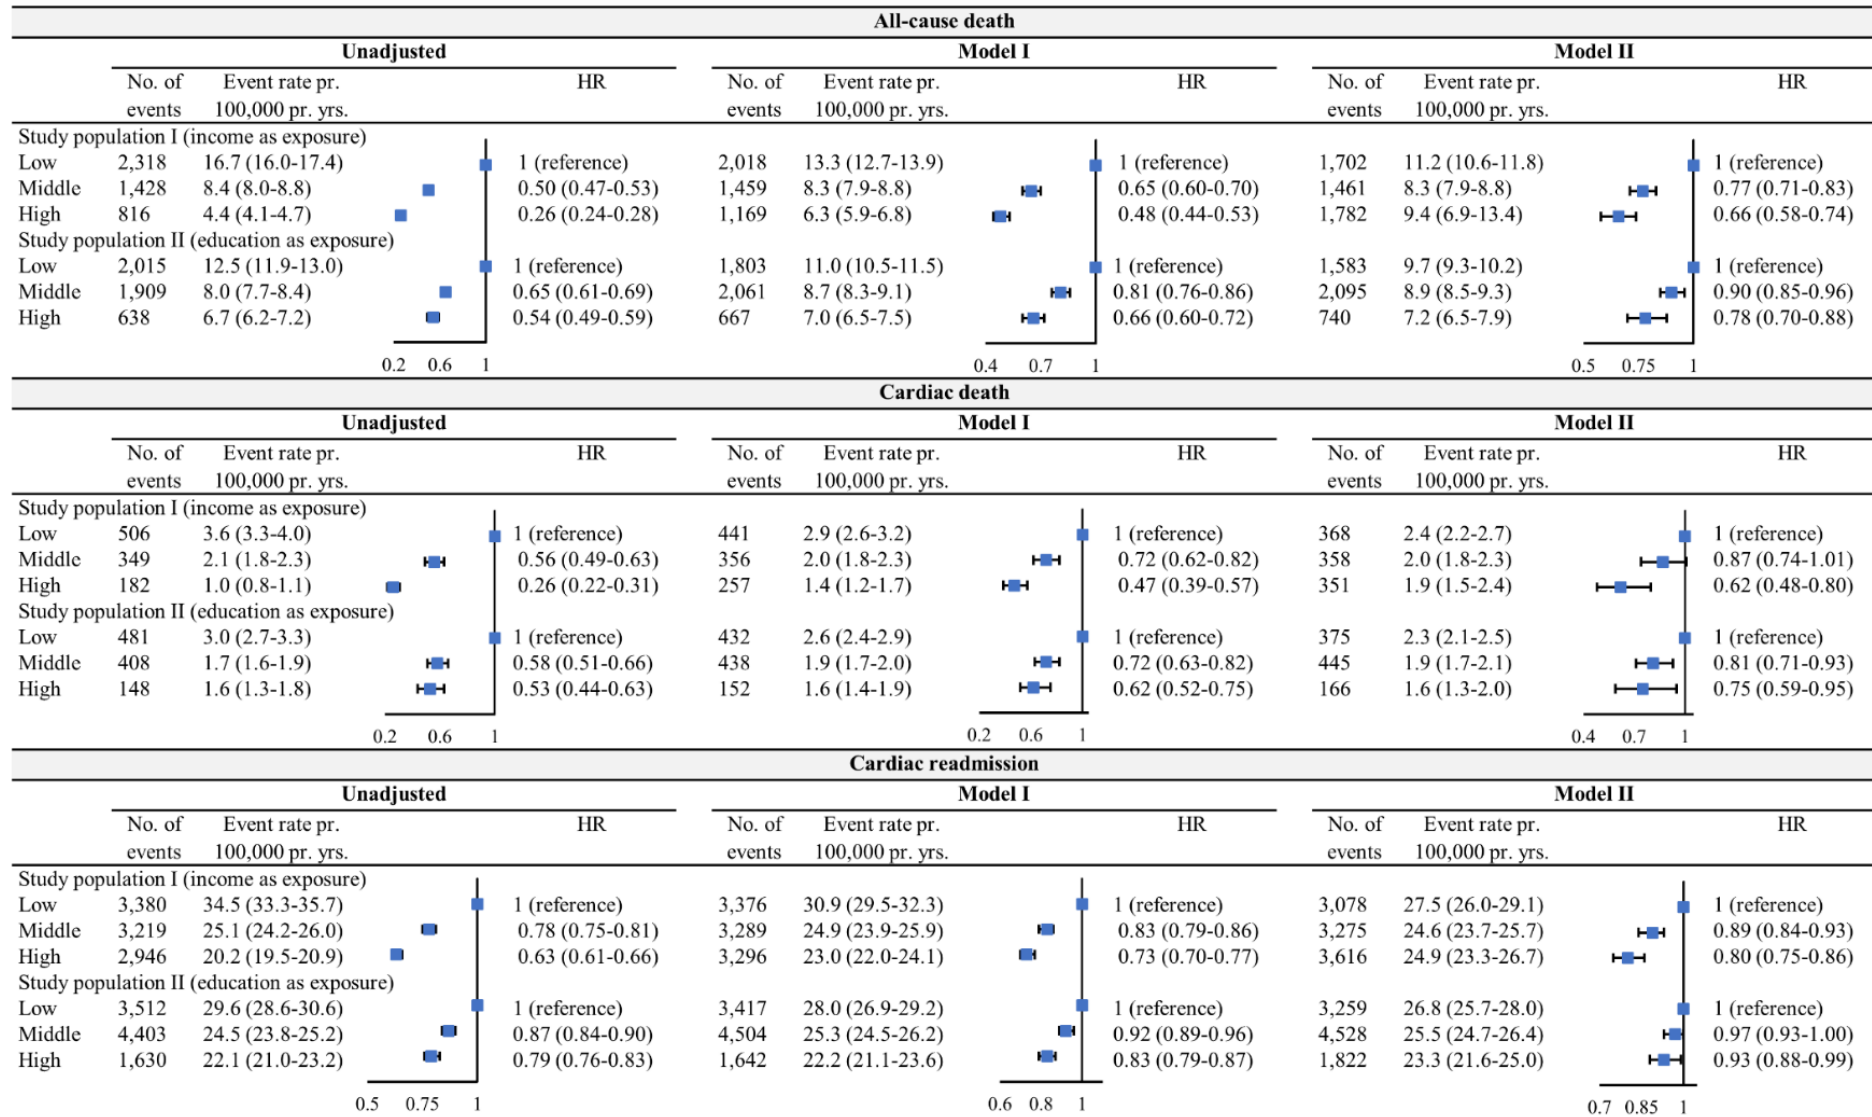 All-cause death
Unadjusted Model I Model II
No. of Event rate pr. HR No. of Event rate pr. HR No. of Event rate pr. HR
events 100,000 pr. yrs. events 100,000 pr. yrs. events 100,000 pr. yrs.
Study population I (income as exposure)
Low 2,318 16.7 (16.0-17.4) 1 (reference) 2,018 13.3 (12.7-13.9) 1 (reference) 1,702 11.2 (10.6-11.8) 1 (reference)
Middle 1,428 8.4 (8.0-8.8) 0.50 (0.47-0.53) 1,459 8.3 (7.9-8.8) 0.65 (0.60-0.70) 1,461 8.3 (7.9-8.8) 0.77 (0.71-0.83)
High 816 4.4 (4.1-4.7) 0.26 (0.24-0.28) 1,169 6.3 (5.9-6.8) 0.48 (0.44-0.53) 1,782 9.4 (6.9-13.4) 0.66 (0.58-0.74)
Study population II (education as exposure)
Low 2,015 12.5 (11.9-13.0) 1 (reference) 1,803 11.0 (10.5-11.5) 1 (reference) 1,583 9.7 (9.3-10.2) 1 (reference)
Middle 1,909 8.0 (7.7-8.4) 0.65 (0.61-0.69) 2,061 8.7 (8.3-9.1) 0.81 (0.76-0.86) 2,095 8.9 (8.5-9.3) 0.90 (0.85-0.96)
High 638 6.7 (6.2-7.2) 0.54 (0.49-0.59) 667 7.0 (6.5-7.5) 0.66 (0.60-0.72) 740 7.2 (6.5-7.9) 0.78 (0.70-0.88)
0.2 0.6 1 0.4 0.7 1 0.5 0.75 1
Cardiac death
Unadjusted Model I Model II
No. of Event rate pr. HR No. of Event rate pr. HR No. of Event rate pr. HR
events 100,000 pr. yrs. events 100,000 pr. yrs. events 100,000 pr. yrs.
Study population I (income as exposure)
Low 506 3.6 (3.3-4.0) 1 (reference) 441 2.9 (2.6-3.2) 1 (reference) 368 2.4 (2.2-2.7) 1 (reference)
Middle 349 2.1 (1.8-2.3) 0.56 (0.49-0.63) 356 2.0 (1.8-2.3) 0.72 (0.62-0.82) 358 2.0 (1.8-2.3) 0.87 (0.74-1.01)
High 182 1.0 (0.8-1.1) 0.26 (0.22-0.31) 257 1.4 (1.2-1.7) 0.47 (0.39-0.57) 351 1.9 (1.5-2.4) 0.62 (0.48-0.80)
Study population II (education as exposure)
Low 481 3.0 (2.7-3.3) 1 (reference) 432 2.6 (2.4-2.9) 1 (reference) 375 2.3 (2.1-2.5) 1 (reference)
Middle 408 1.7 (1.6-1.9) 0.58 (0.51-0.66) 438 1.9 (1.7-2.0) 0.72 (0.63-0.82) 445 1.9 (1.7-2.1) 0.81 (0.71-0.93)
High 148 1.6 (1.3-1.8) 0.53 (0.44-0.63) 152 1.6 (1.4-1.9) 0.62 (0.52-0.75) 166 1.6 (1.3-2.0) 0.75 (0.59-0.95)
0.2 0.6 1 0.2 0.6 1 0.4 0.7 1
Cardiac readmission
Unadjusted Model I Model II
No. of Event rate pr. HR No. of Event rate pr. HR No. of Event rate pr. HR
events 100,000 pr. yrs. events 100,000 pr. yrs. events 100,000 pr. yrs.
Study population I (income as exposure)
Low 3,380 34.5 (33.3-35.7) 1 (reference) 3,376 30.9 (29.5-32.3) 1 (reference) 3,078 27.5 (26.0-29.1) 1 (reference)
Middle 3,219 25.1 (24.2-26.0) 0.78 (0.75-0.81) 3,289 24.9 (23.9-25.9) 0.83 (0.79-0.86) 3,275 24.6 (23.7-25.7) 0.89 (0.84-0.93)
High 2,946 20.2 (19.5-20.9) 0.63 (0.61-0.66) 3,296 23.0 (22.0-24.1) 0.73 (0.70-0.77) 3,616 24.9 (23.3-26.7) 0.80 (0.75-0.86)
Study population II (education as exposure)
Low 3,512 29.6 (28.6-30.6) 1 (reference) 3,417 28.0 (26.9-29.2) 1 (reference) 3,259 26.8 (25.7-28.0) 1 (reference)
Middle 4,403 24.5 (23.8-25.2) 0.87 (0.84-0.90) 4,504 25.3 (24.5-26.2) 0.92 (0.89-0.96) 4,528 25.5 (24.7-26.4) 0.97 (0.93-1.00)
High 1,630 22.1 (21.0-23.2) 0.79 (0.76-0.83) 1,642 22.2 (21.1-23.6) 0.83 (0.79-0.87) 1,822 23.3 (21.6-25.0) 0.93 (0.88-0.99)
0.5 0.75 1 0.6 0.8 1 0.7 0.85 1